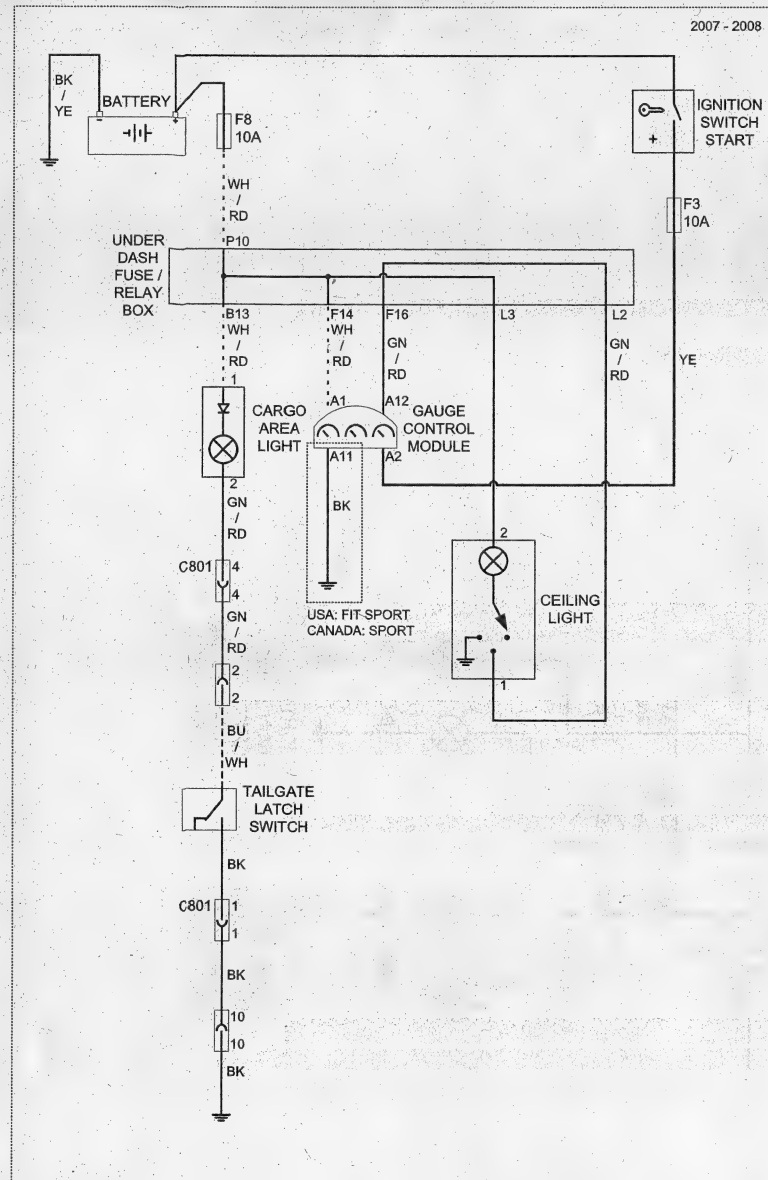 2007 - 2008
BK
/
YE
BATTERY
-
+
F8
10A
IGNITION
SWITCH
START
+
F3
10A
WH
/
RD
P10
UNDER
DASH
FUSE /
RELAY
BOX
B13
F14
F16
L3
L2
WH
/
RD
WH
/
RD
GN
/
RD
GN
/
RD
YE
1
A1
A12
CARGO
AREA
LIGHT
GAUGE
CONTROL
MODULE
A11
A2
2
GN
/
RD
BK
2
C801
4
4
CEILING
LIGHT
USA: FIT SPORT
CANADA: SPORT
GN
/
RD
1
2
2
BU
/
WH
TAILGATE
LATCH
SWITCH
BK
C801
1
1
BK
10
10
BK